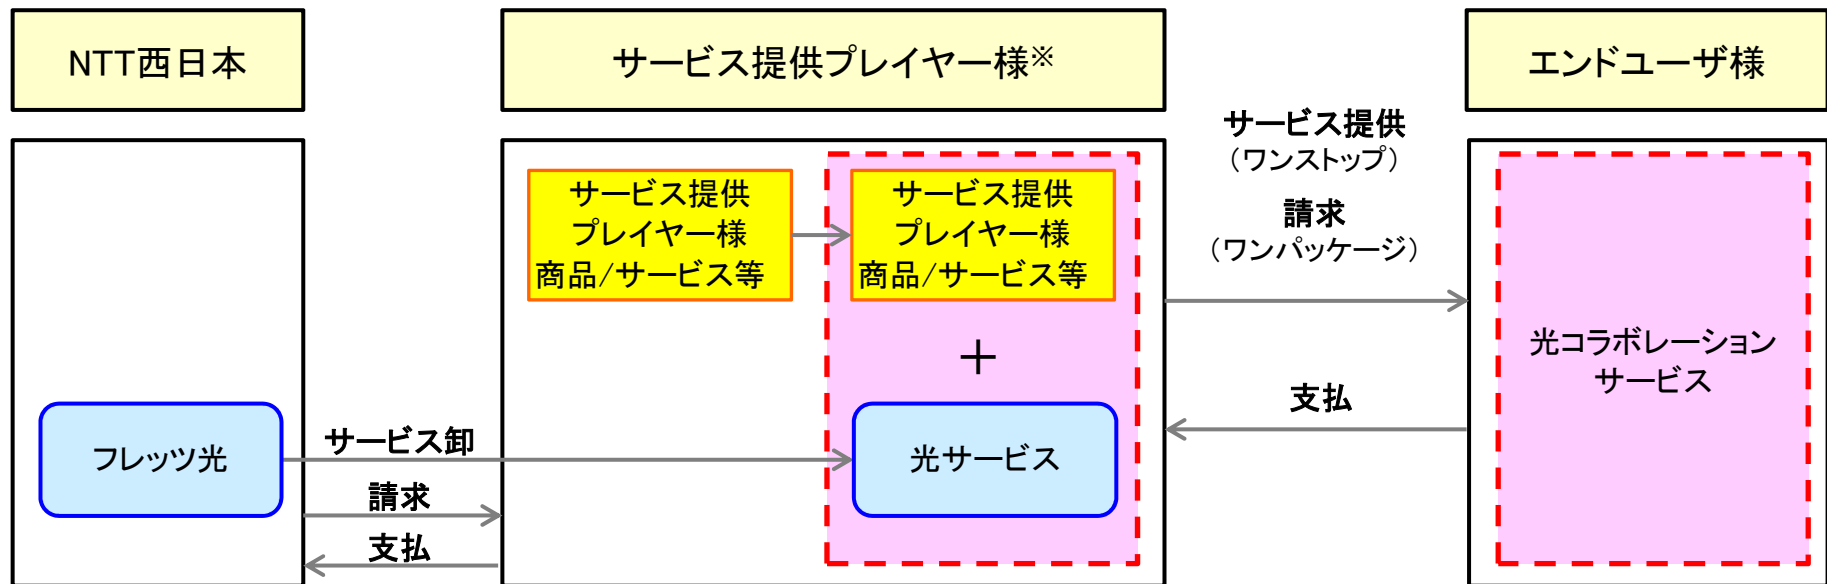 NTT西日本
サービス提供プレイヤー様※
エンドユーザ様
サービス提供
プレイヤー様
商品/サービス等
サービス提供
プレイヤー様
商品/サービス等
＋
光サービス
フレッツ光
サービス卸
請求
支払
サービス提供
（ワンストップ）
請求
（ワンパッケージ）
支払
光コラボレーション
サービス